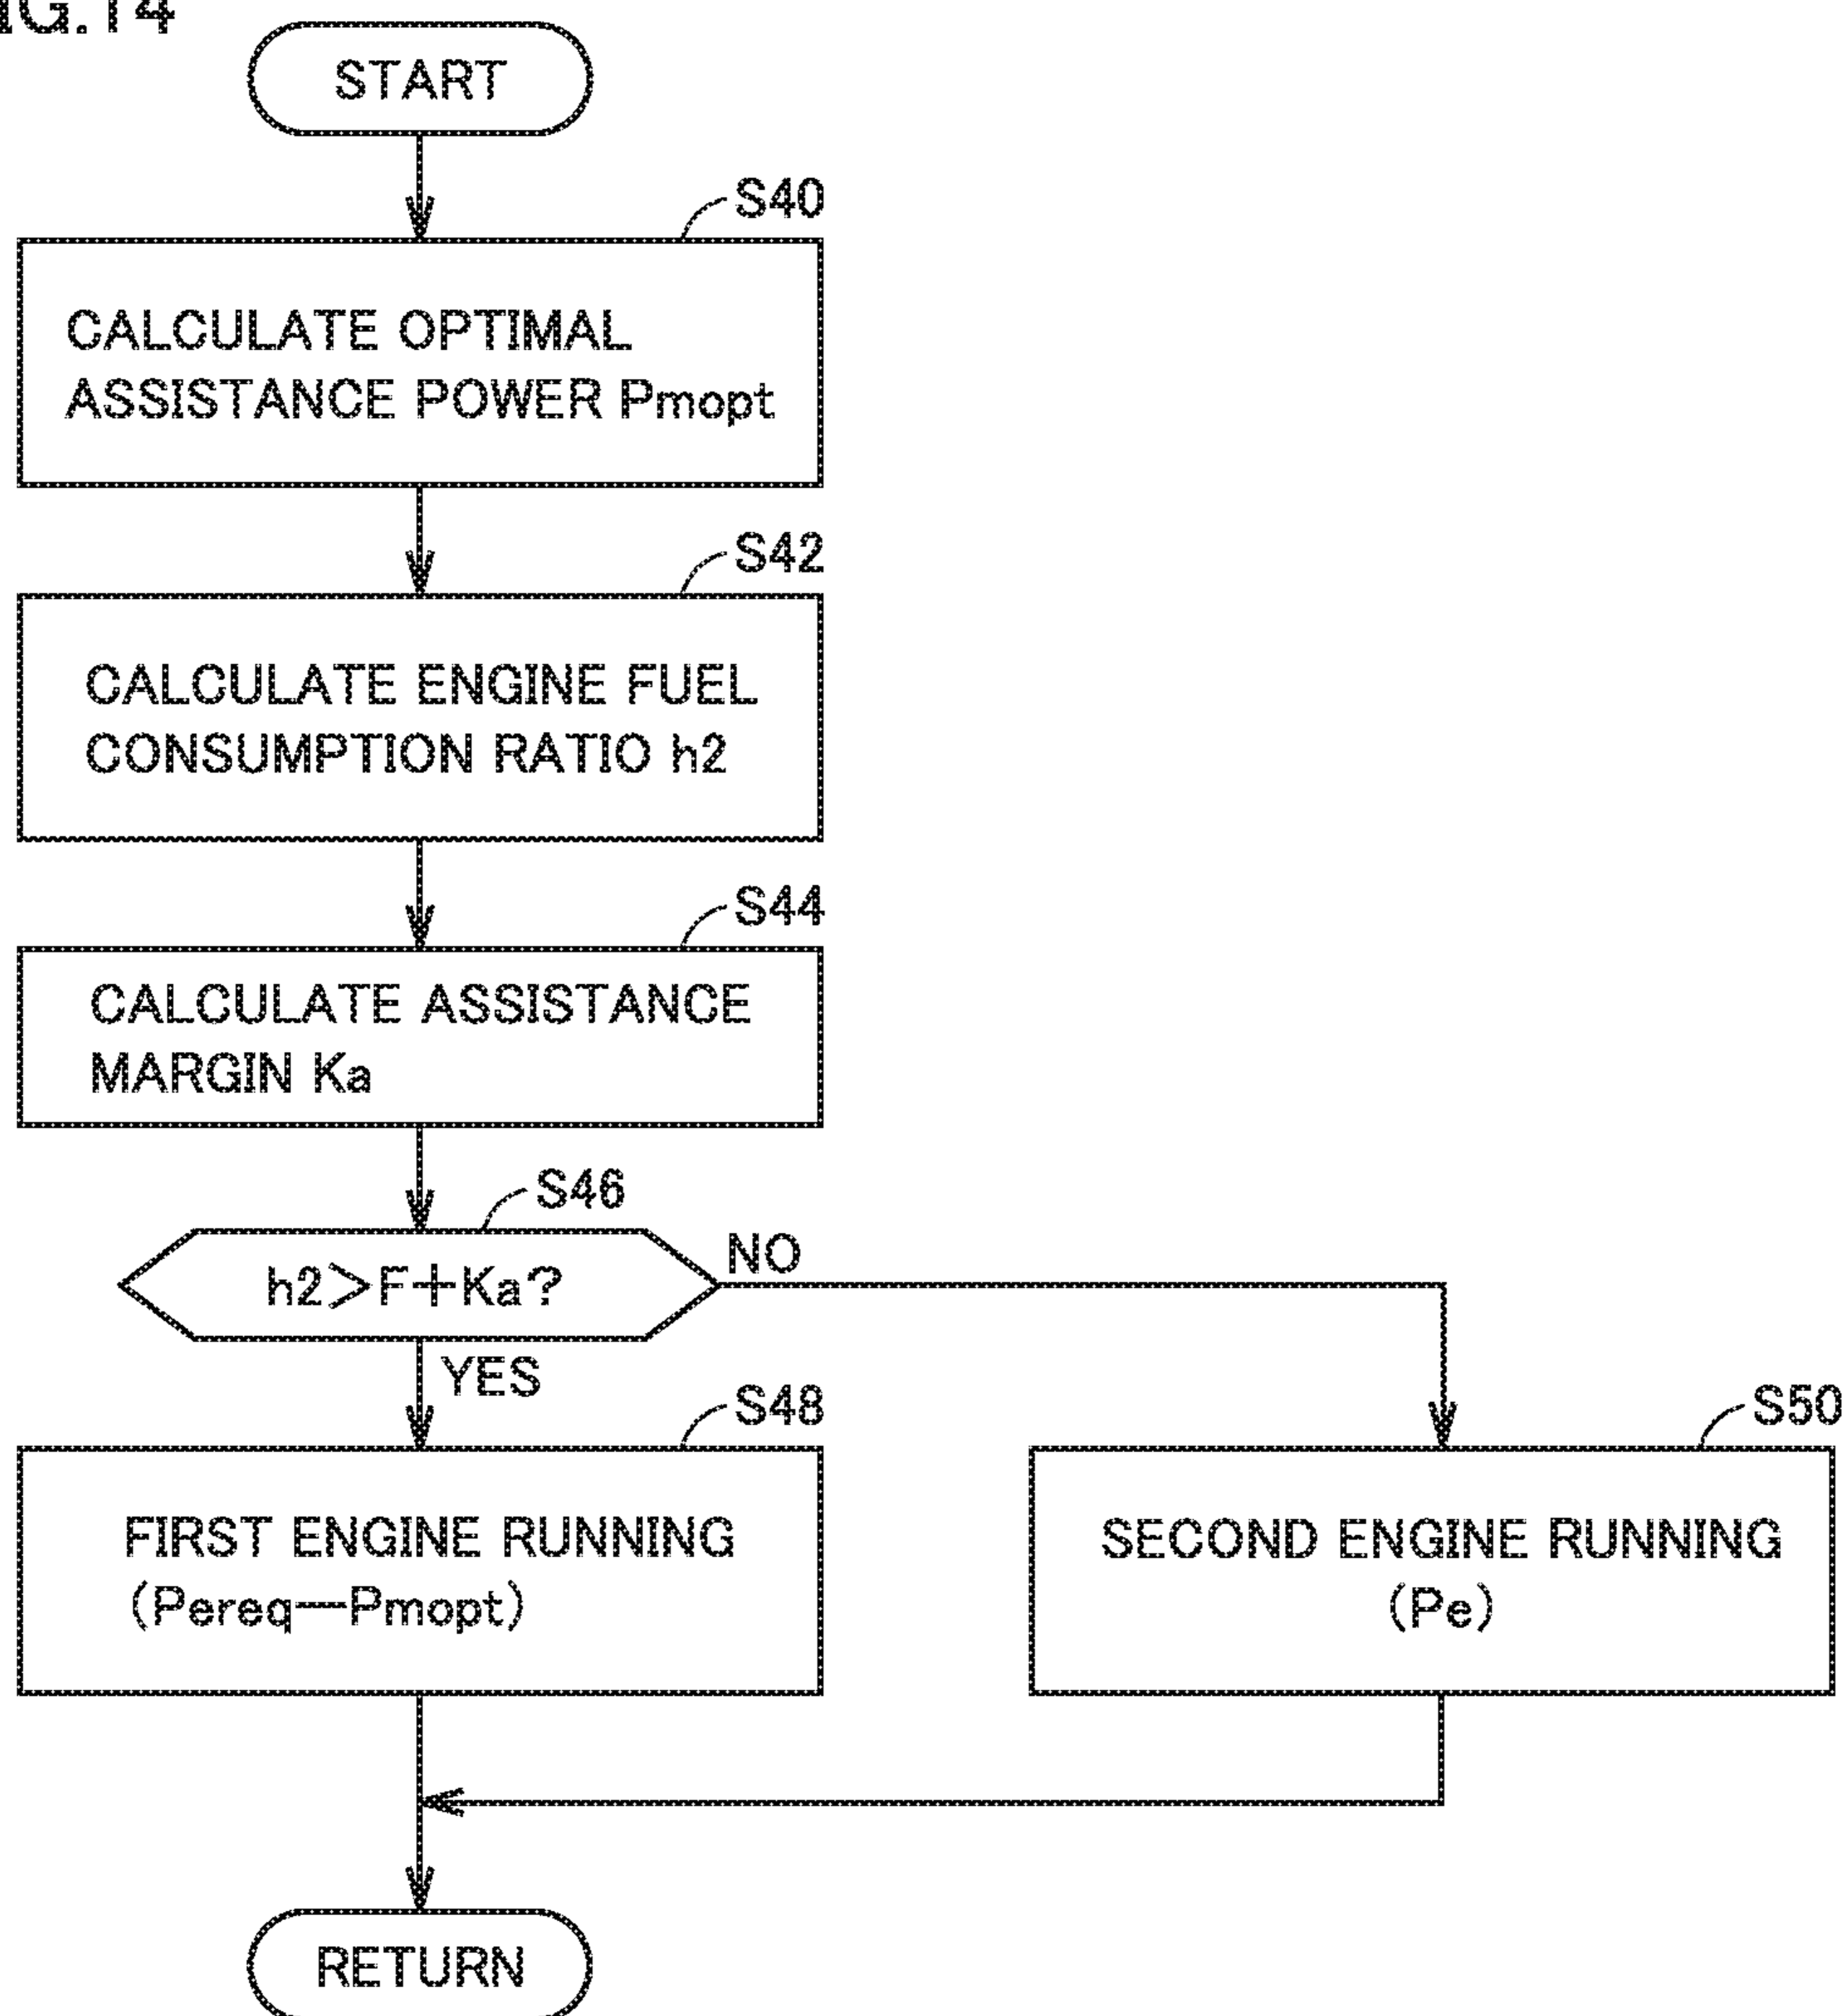 FIG.14
START
S40
CALCULATE OPTIMAL
ASSISTANCE POWER Pmopt
S42
CALCULATE ENGINE FUEL
CONSUMPTION RATIO h2
S44
CALCULATE ASSISTANCE
MARGIN Ka
S46
h2>F+Ka?
NO
YES
S48
FIRST ENGINE RUNNING
(Pereq—Pmopt)
S50
SECOND ENGINE RUNNING
(Pe)
RETURN